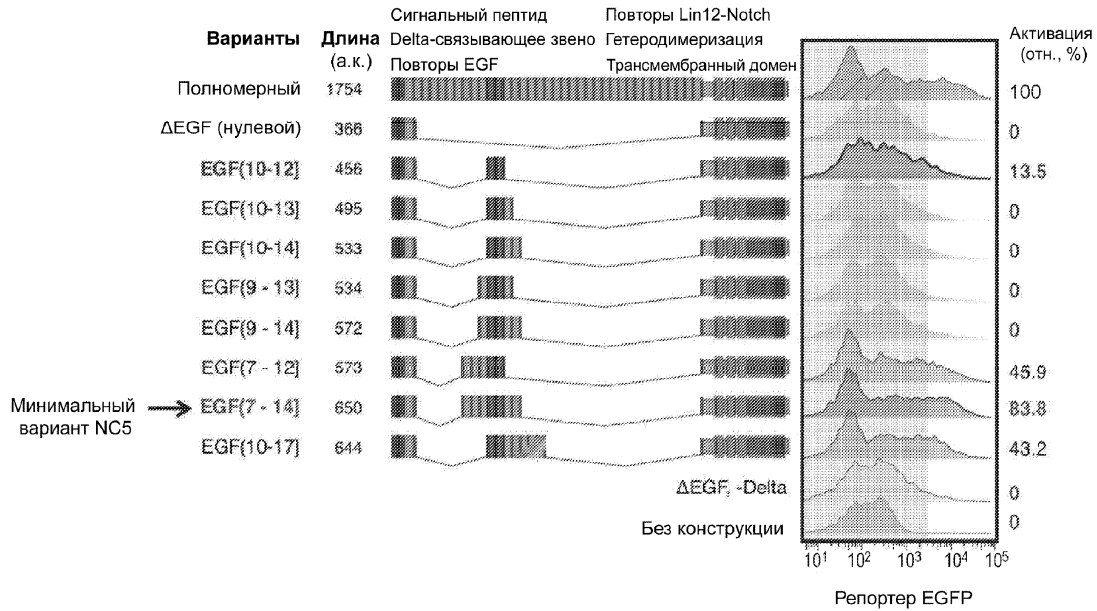 Сигнальный пептид Повторы Lin12-Notch
Варианты Длина Delta-связывающее звено Гетеродимеризация Активация
(а.к.) Повторы EGF Трансмембранный домен (отн., %)
Полномерный 1754 100
ΔEGF (нулевой) 366 0
EGF(10-12] 456 13.5
EGF(10-13] 495 0
EGF(10-14] 533 0
EGF(9 - 13] 534 0
EGF(9 - 14] 572 0
EGF(7 - 12] 573 45.9
Минимальный
вариант NC5
EGF(7 - 14] 650 83.8
EGF(10-17] 644 43.2
ΔEGF, -Delta 0
Без конструкции 0
10¹ 10² 10³ 10⁴ 10⁵
Репортер EGFP